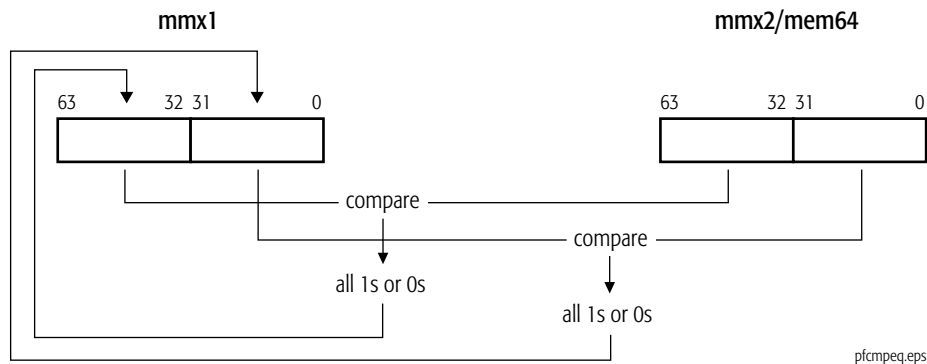 mmx1 mmx2/mem64
63 32 31 0 63 32 31 0
compare
compare
all 1s or 0s
all 1s or 0s
pfcmpeq.eps